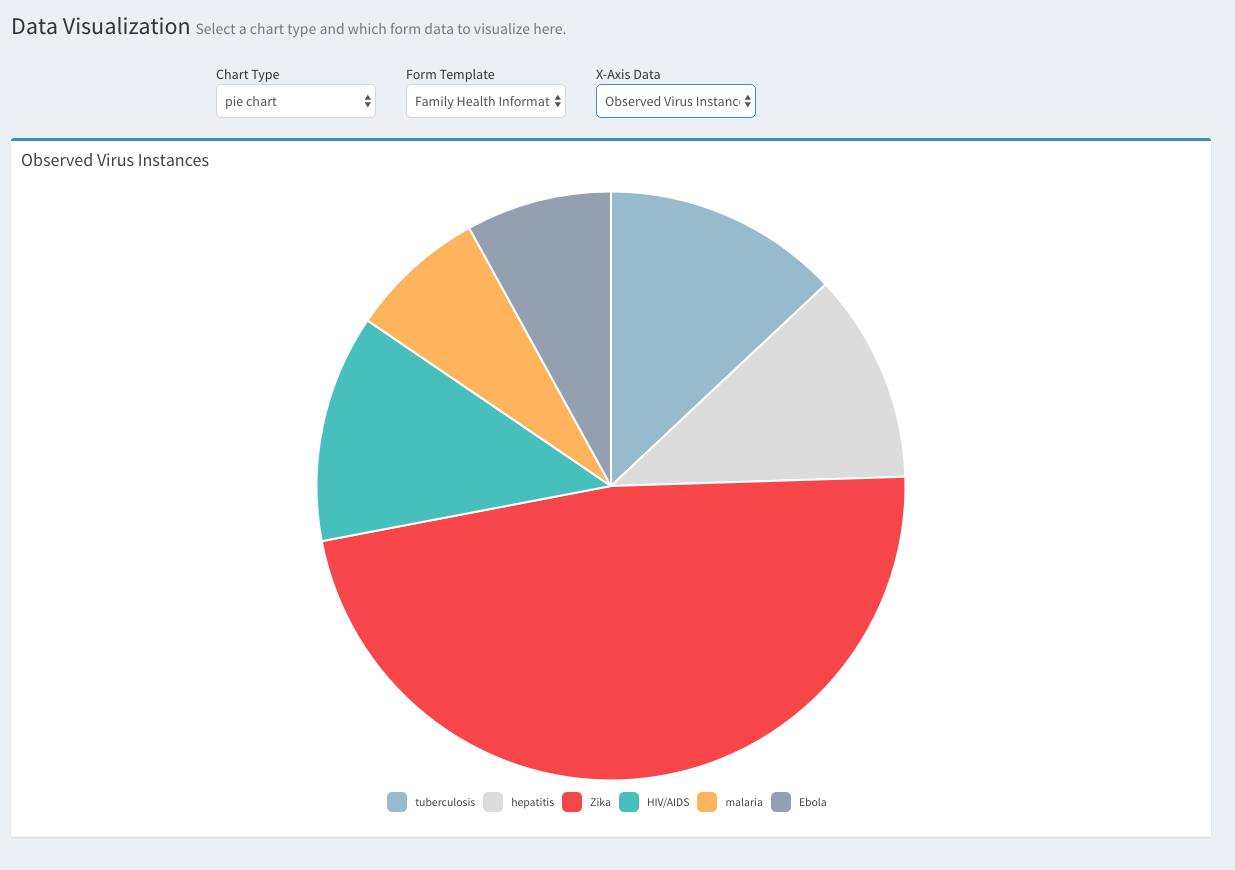 Data Visualization Select a chart type and which form data to visualize here.
Chart Type Form Template X-Axis Data
pie chart Family Health Informat Observed Virus Instanc
Observed Virus Instances
tuberculosis hepatitis Zika HIV/AIDS malaria Ebola